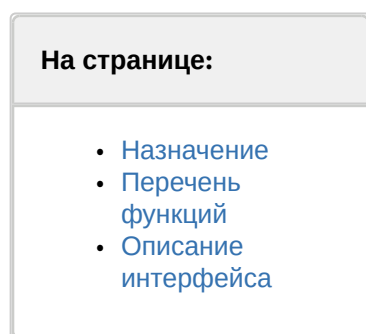 На странице:
• Назначение
• Перечень
функций
• Описание
интерфейса